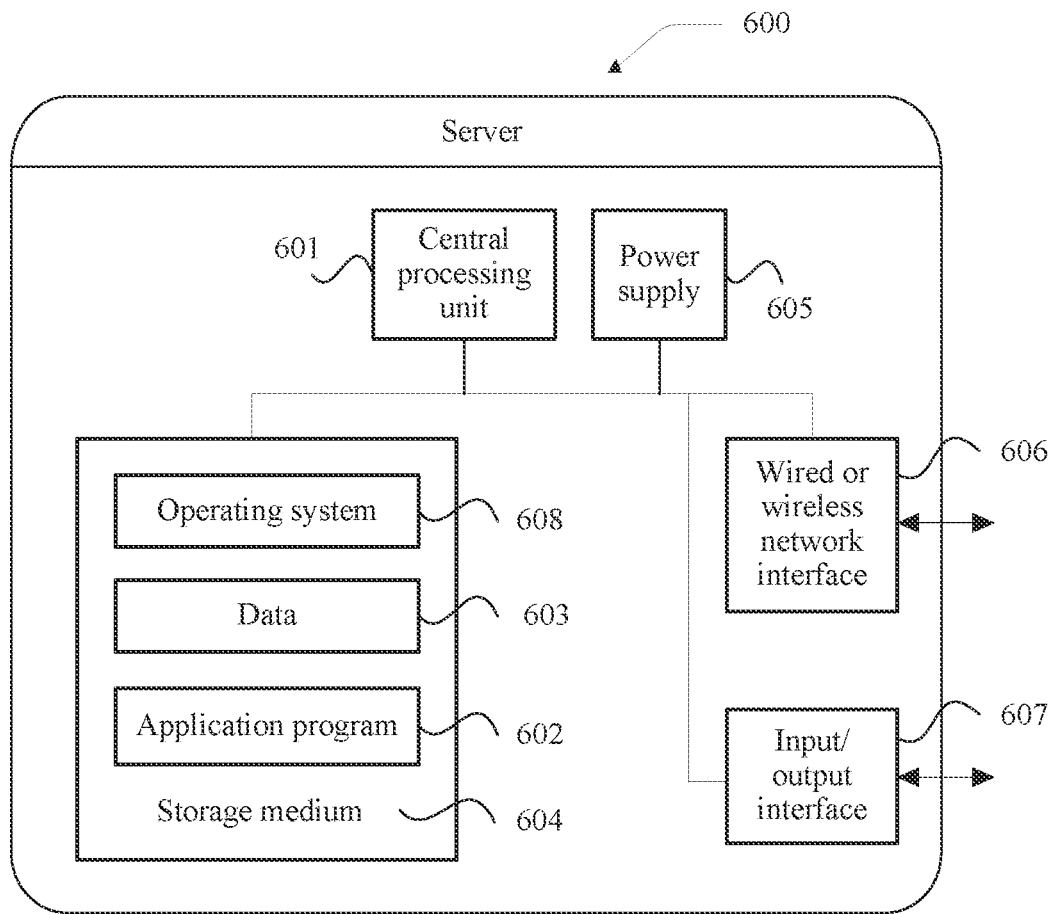 600
Server
601
Central
processing
unit
Power
supply
605
Operating system
608
Data
603
Application program
602
Storage medium
604
Wired or
wireless
network
interface
606
Input/
output
interface
607